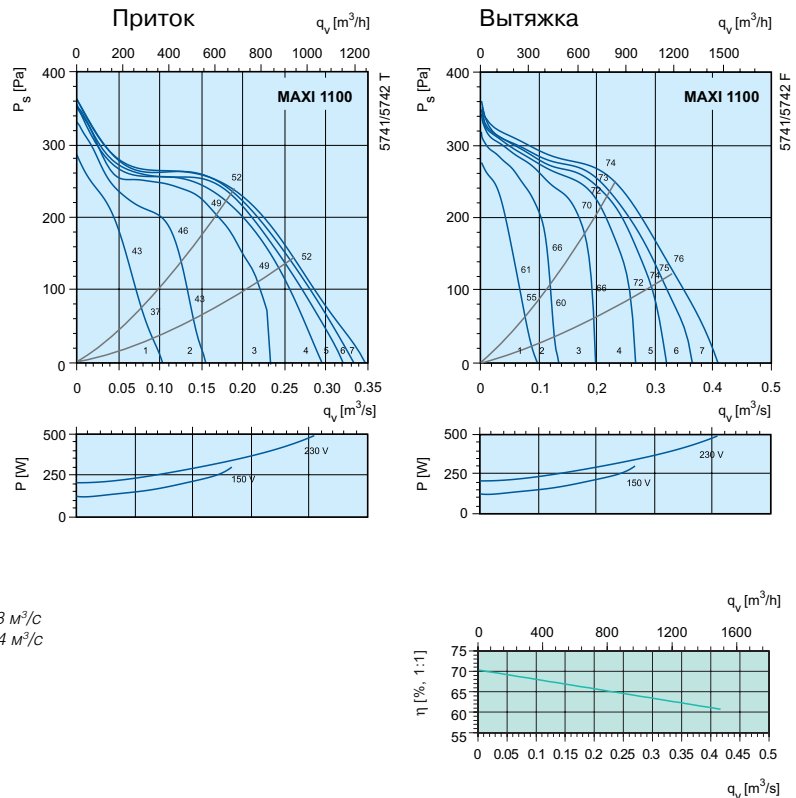 Приток
q_v [m³/h]
0 200 400 600 800 1000 1200
P_s [Pa]
400
300
200
100
0
MAXI 1100
5741/5742 T
52
49
43
46
49
52
37
43
1 2 3 4 5 6 7
0 0.05 0.10 0.15 0.20 0.25 0.30 0.35
q_v [m³/s]
P [W]
500
250
0
230 V
150 V
Вытяжка
q_v [m³/h]
0 300 600 900 1200 1500
P_s [Pa]
400
300
200
100
0
MAXI 1100
5741/5742 F
74
73
72
70
66
76
75
74
72
61
66
55
60
1 2 3 4 5 6 7
0 0.1 0,2 0.3 0.4 0.5
q_v [m³/s]
P [W]
500
250
0
230 V
150 V
3 м³/с
4 м³/с
q_v [m³/h]
0 400 800 1200 1600
η [%, 1:1]
75
70
65
60
55
0 0.05 0.1 0.15 0.2 0.25 0.3 0.35 0.4 0.45 0.5
q_v [m³/s]